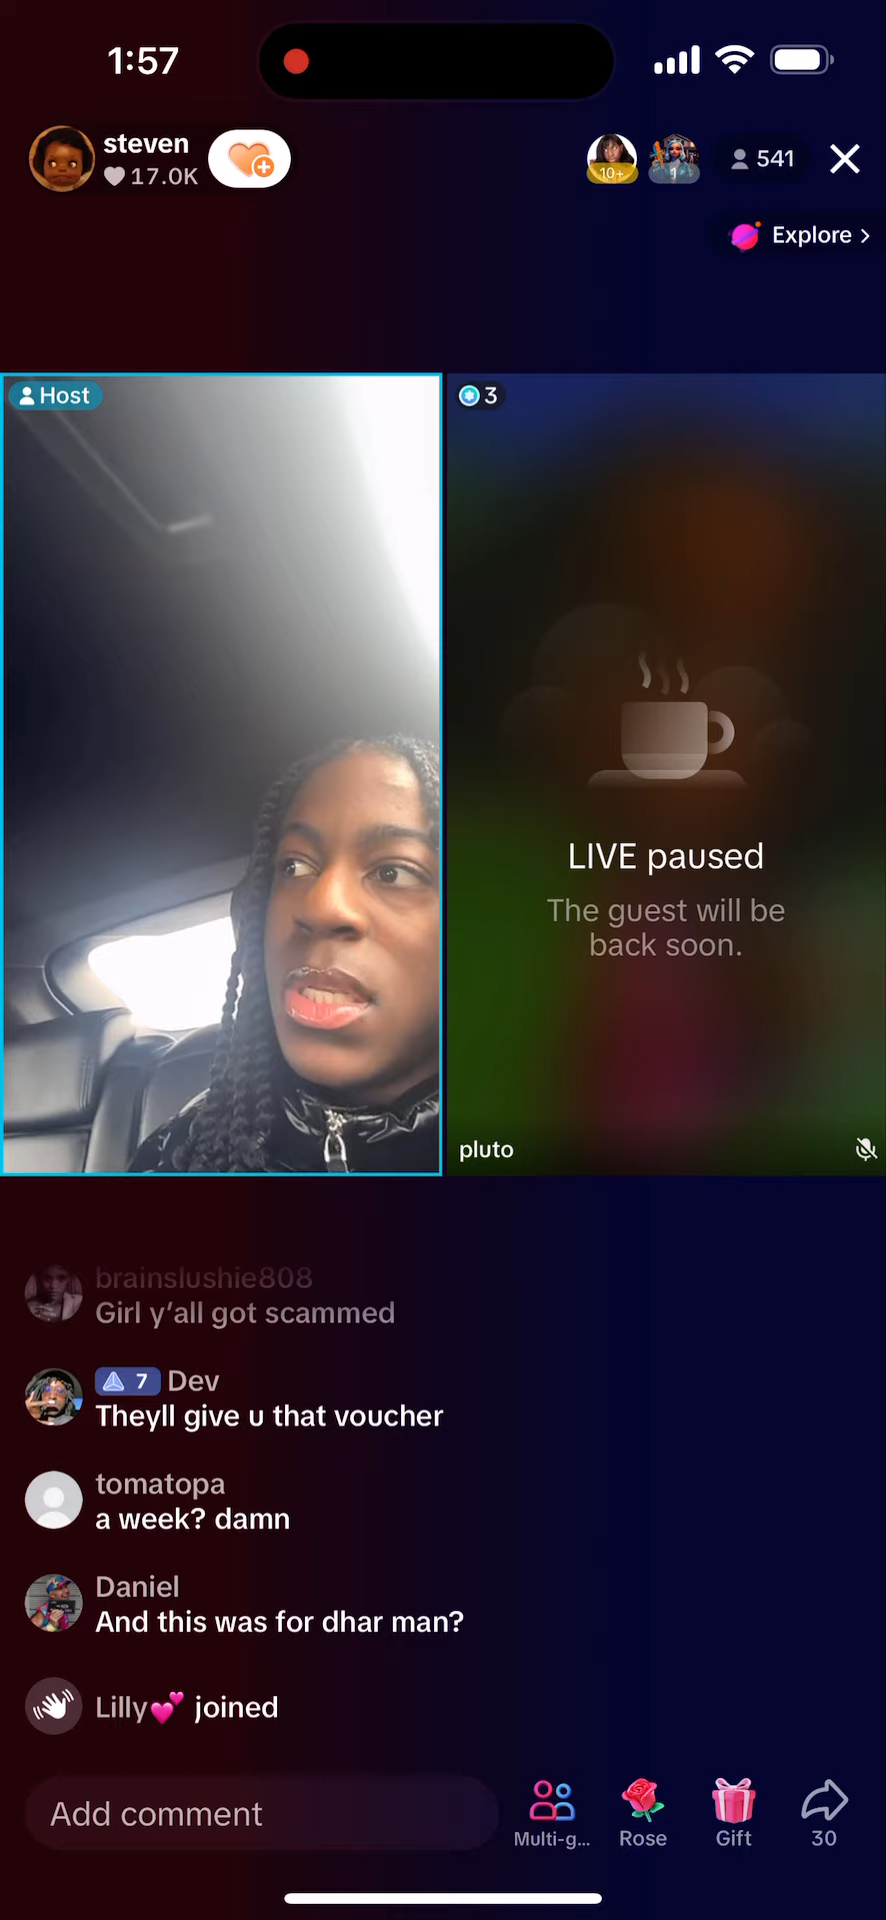 1:57
steven
17.0K
10+
1
541
Explore >
Host
3
LIVE paused
The guest will be
back soon.
pluto
brainslushie808
Girl y'all got scammed
7 Dev
Theyll give u that voucher
tomatopa
a week? damn
Daniel
And this was for dhar man?
Lilly💕 joined
Add comment
Multi-g...
Rose
Gift
30